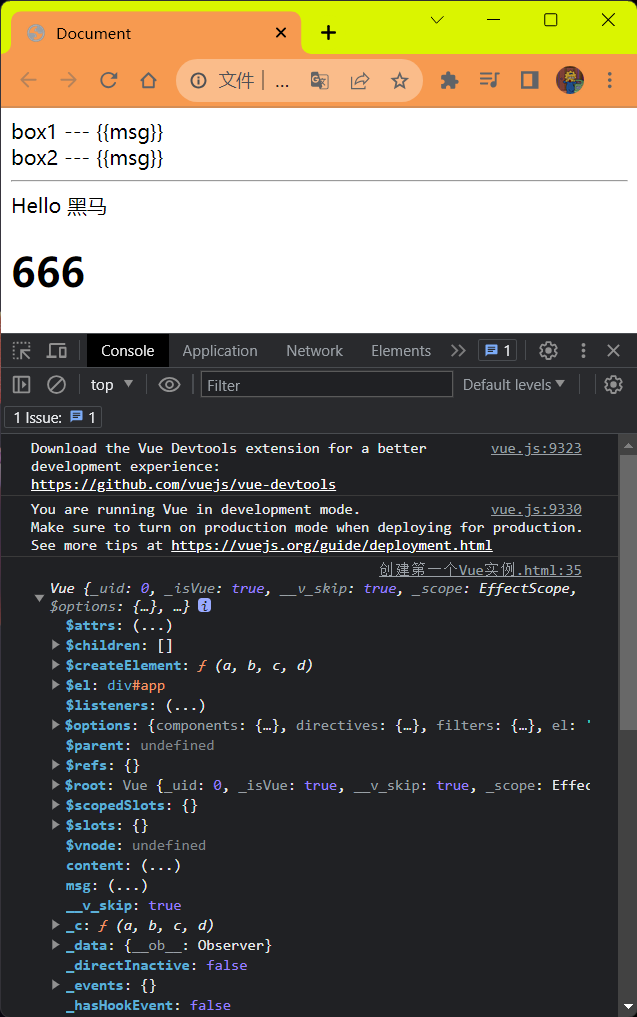 Document
文件 | ...
box1 --- {{msg}}
box2 --- {{msg}}
Hello 黑马
666
Console Application Network Elements 1
top Filter Default levels
1 Issue: 1
Download the Vue Devtools extension for a better vue.js:9323
development experience:
https://github.com/vuejs/vue-devtools
You are running Vue in development mode. vue.js:9330
Make sure to turn on production mode when deploying for production.
See more tips at https://vuejs.org/guide/deployment.html
创建第一个Vue实例.html:35
Vue {_uid: 0, _isVue: true, __v_skip: true, _scope: EffectScope,
$options: {…}, …} i
$attrs: (...)
$children: []
$createElement: ƒ (a, b, c, d)
$el: div#app
$listeners: (...)
$options: {components: {…}, directives: {…}, filters: {…}, el: '
$parent: undefined
$refs: {}
$root: Vue {_uid: 0, _isVue: true, __v_skip: true, _scope: Effec
$scopedSlots: {}
$slots: {}
$vnode: undefined
content: (...)
msg: (...)
__v_skip: true
_c: ƒ (a, b, c, d)
_data: {__ob__: Observer}
_directInactive: false
_events: {}
_hasHookEvent: false